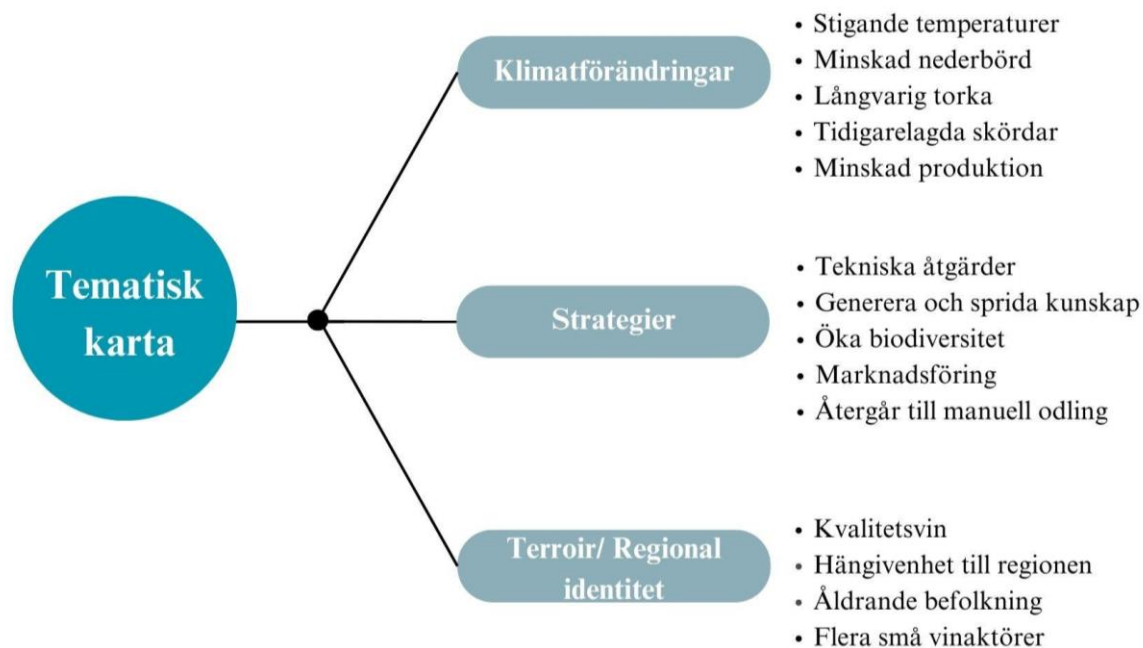 Tematisk
karta
Klimatförändringar
• Stigande temperaturer
• Minskad nederbörd
• Långvarig torka
• Tidigarelagda skördar
• Minskad produktion
Strategier
• Tekniska åtgärder
• Generera och sprida kunskap
• Öka biodiversitet
• Marknadsföring
• Återgår till manuell odling
Terroir/ Regional
identitet
• Kvalitetsvin
• Hängivenhet till regionen
• Åldrande befolkning
• Flera små vinaktörer